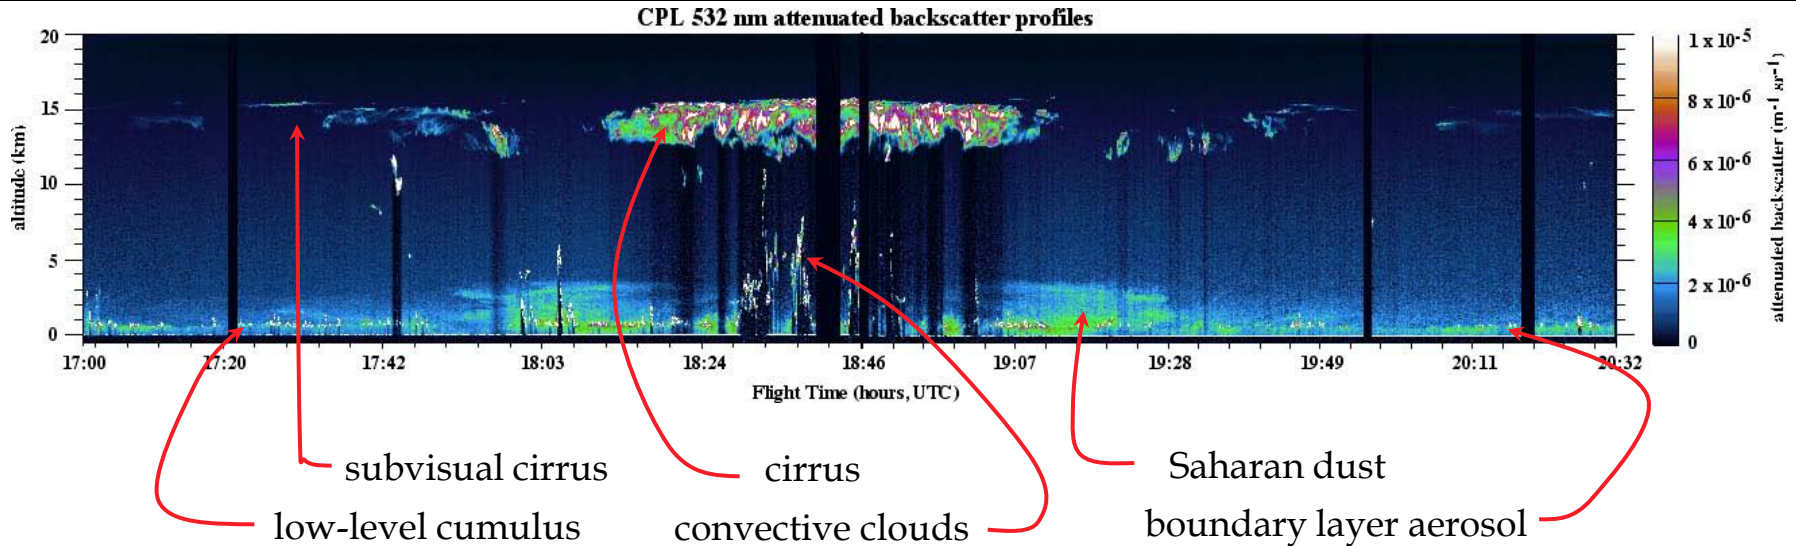 CPL 532 nm attenuated backscatter profiles
20
15
10
5
0
altitude (km)
17:00 17:20 17:42 18:03 18:24 18:46 19:07 19:28 19:49 20:11 20:32
Flight Time (hours, UTC)
1 x 10-5
8 x 10-6
6 x 10-6
4 x 10-6
2 x 10-6
0
attenuated backscatter (m-1 sr-1)
subvisual cirrus
cirrus
Saharan dust
low-level cumulus
convective clouds
boundary layer aerosol